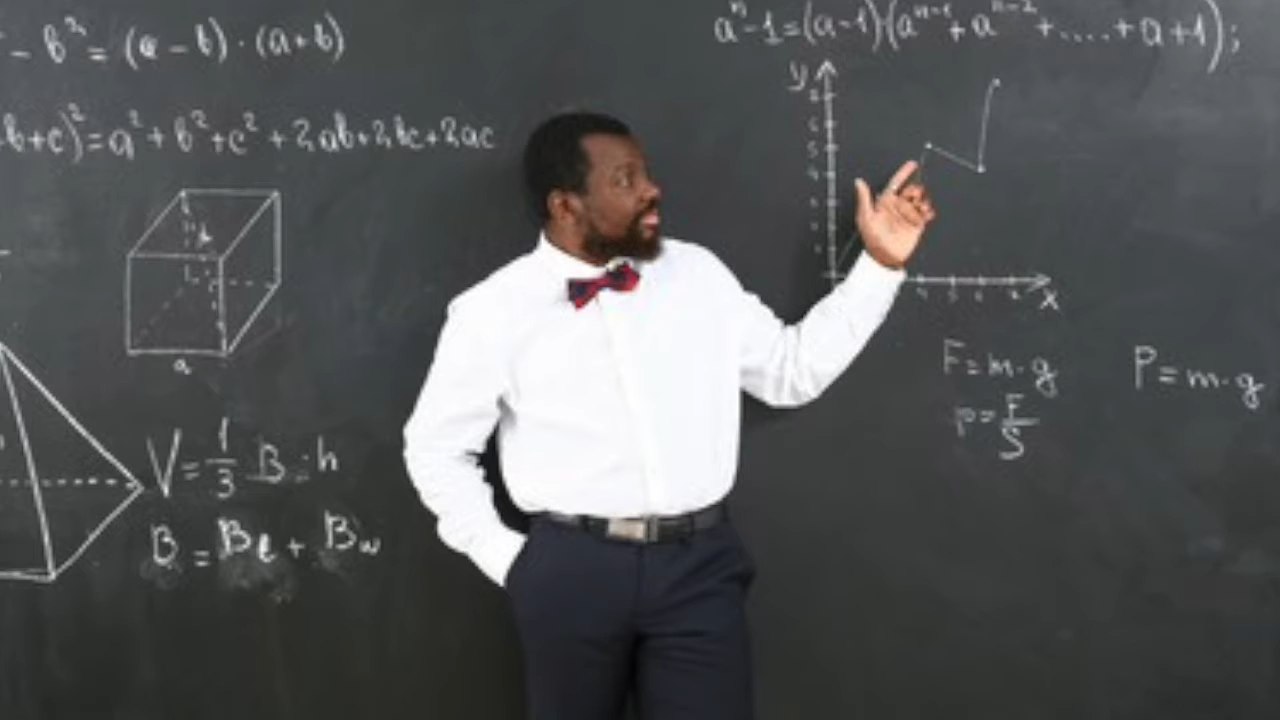 - b² = (a - b) · (a + b)
b+c)² = a² + b² + c² + 2ab + 2bc + 2ac
a
V = 1/3 B · h
B = Bₗ + B𝓌
aⁿ-1=(a-1)(aⁿ⁻¹+aⁿ⁻²+....+a+1);
y
x
F = m · g
P = m · g
p = F/S